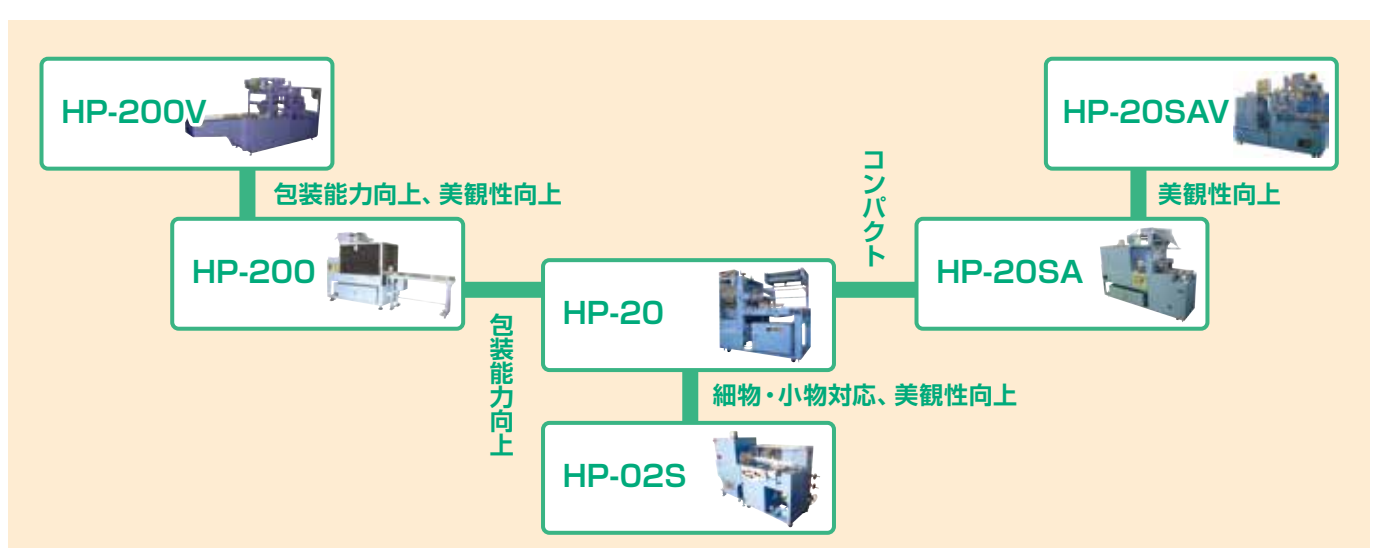 HP-200V
HP-20SAV
包装能力向上、美観性向上
コンパクト
美観性向上
HP-200
HP-20SA
HP-20
包装能力向上
細物・小物対応、美観性向上
HP-02S